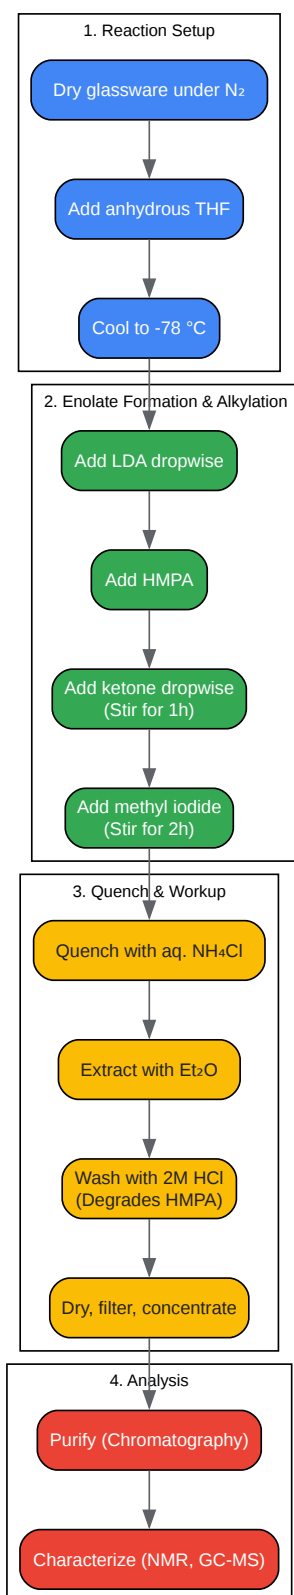 1. Reaction Setup
Dry glassware under N₂
Add anhydrous THF
Cool to -78 °C
2. Enolate Formation & Alkylation
Add LDA dropwise
Add HMPA
Add ketone dropwise
(Stir for 1h)
Add methyl iodide
(Stir for 2h)
3. Quench & Workup
Quench with aq. NH₄Cl
Extract with Et₂O
Wash with 2M HCl
(Degrades HMPA)
Dry, filter, concentrate
4. Analysis
Purify (Chromatography)
Characterize (NMR, GC-MS)